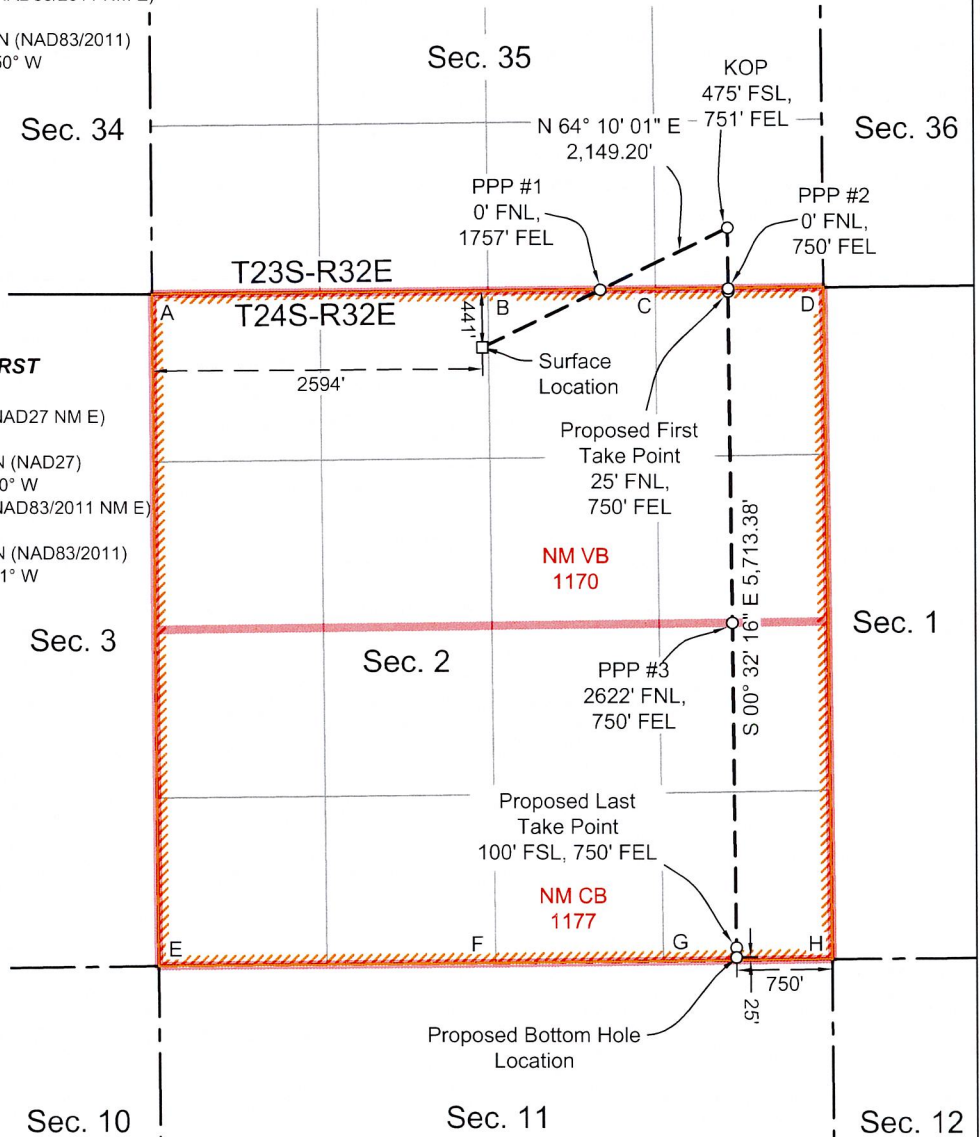 N (NAD83/2011)
50° W
Sec. 35
KOP
475' FSL,
751' FEL
Sec. 34
N 64° 10' 01" E
2,149.20'
Sec. 36
PPP #1
0' FNL,
1757' FEL
PPP #2
0' FNL,
750' FEL
T23S-R32E
T24S-R32E
A
B
C
D
441'
2594'
Surface
Location
RST
NAD27 NM E)
N (NAD27)
0° W
NAD83/2011 NM E)
N (NAD83/2011)
1° W
Proposed First
Take Point
25' FNL,
750' FEL
NM VB
1170
S 00° 32' 16" E 5,713.38'
Sec. 3
Sec. 2
Sec. 1
PPP #3
2622' FNL,
750' FEL
Proposed Last
Take Point
100' FSL, 750' FEL
NM CB
1177
E
F
G
H
750'
25'
Proposed Bottom Hole
Location
Sec. 10
Sec. 11
Sec. 12